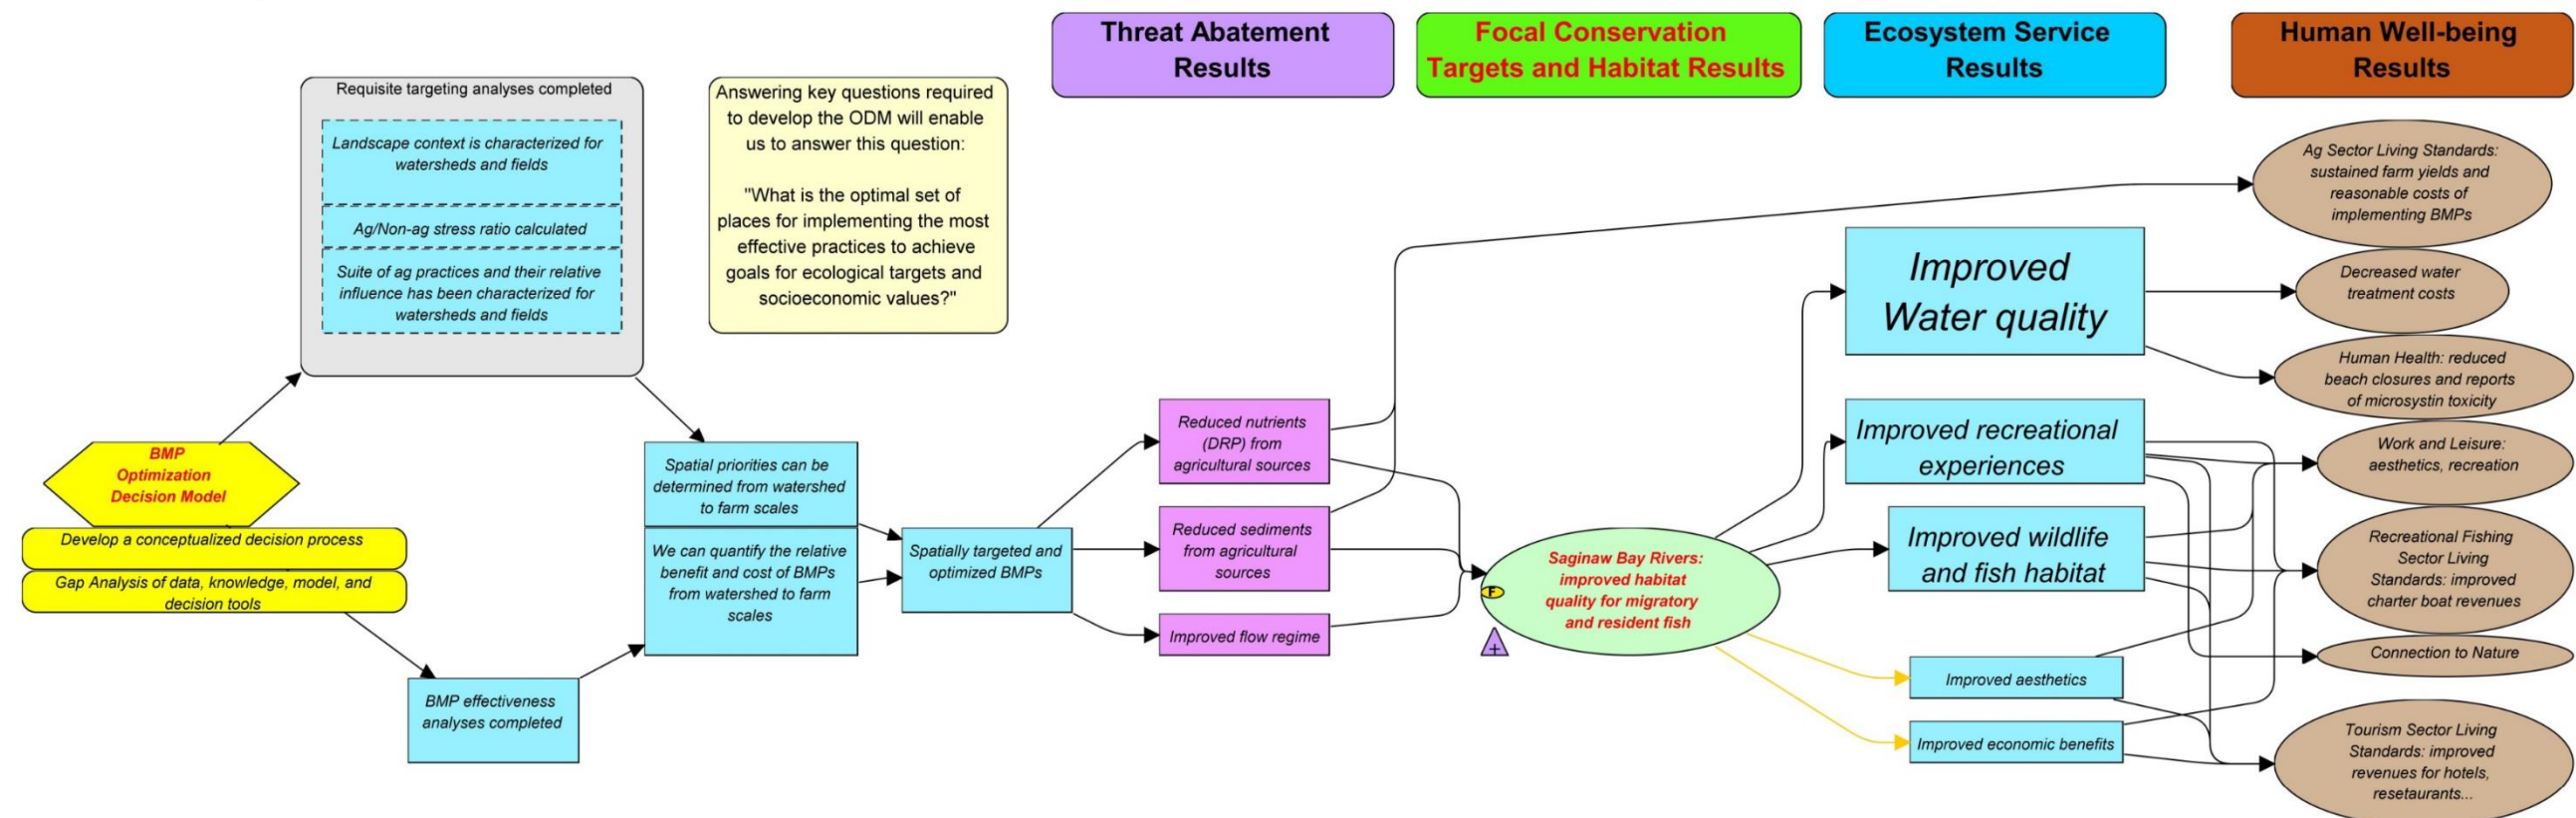 Threat Abatement
Results
Focal Conservation
Targets and Habitat Results
Ecosystem Service
Results
Human Well-being
Results
Requisite targeting analyses completed
Landscape context is characterized for
watersheds and fields
Ag/Non-ag stress ratio calculated
Suite of ag practices and their relative
influence has been characterized for
watersheds and fields
Answering key questions required
to develop the ODM will enable
us to answer this question:
"What is the optimal set of
places for implementing the most
effective practices to achieve
goals for ecological targets and
socioeconomic values?"
BMP
Optimization
Decision Model
Develop a conceptualized decision process
Gap Analysis of data, knowledge, model, and
decision tools
BMP effectiveness
analyses completed
Spatial priorities can be
determined from watershed
to farm scales
We can quantify the relative
benefit and cost of BMPs
from watershed to farm
scales
Spatially targeted and
optimized BMPs
Reduced nutrients
(DRP) from
agricultural sources
Reduced sediments
from agricultural
sources
Improved flow regime
Saginaw Bay Rivers:
improved habitat
quality for migratory
and resident fish
F
+
Improved
Water quality
Improved recreational
experiences
Improved wildlife
and fish habitat
Improved aesthetics
Improved economic benefits
Ag Sector Living Standards:
sustained farm yields and
reasonable costs of
implementing BMPs
Decreased water
treatment costs
Human Health: reduced
beach closures and reports
of microsystin toxicity
Work and Leisure:
aesthetics, recreation
Recreational Fishing
Sector Living
Standards: improved
charter boat revenues
Connection to Nature
Tourism Sector Living
Standards: improved
revenues for hotels,
resetaurants...